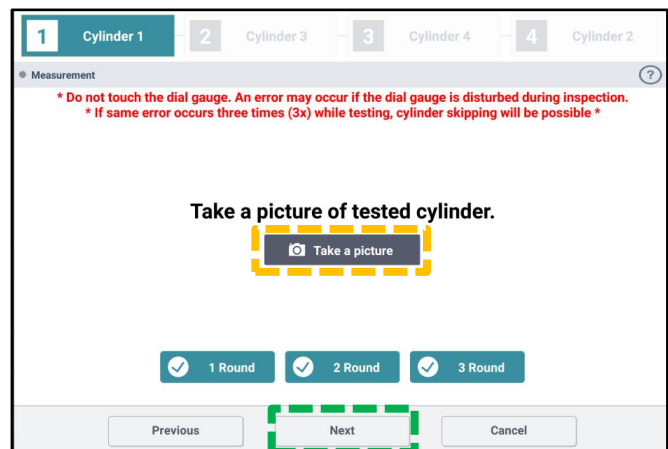 1 Cylinder 1 2 Cylinder 3 3 Cylinder 4 4 Cylinder 2
Measurement ?
* Do not touch the dial gauge. An error may occur if the dial gauge is disturbed during inspection.
* If same error occurs three times (3x) while testing, cylinder skipping will be possible *
Take a picture of tested cylinder.
Take a picture
1 Round 2 Round 3 Round
Previous Next Cancel